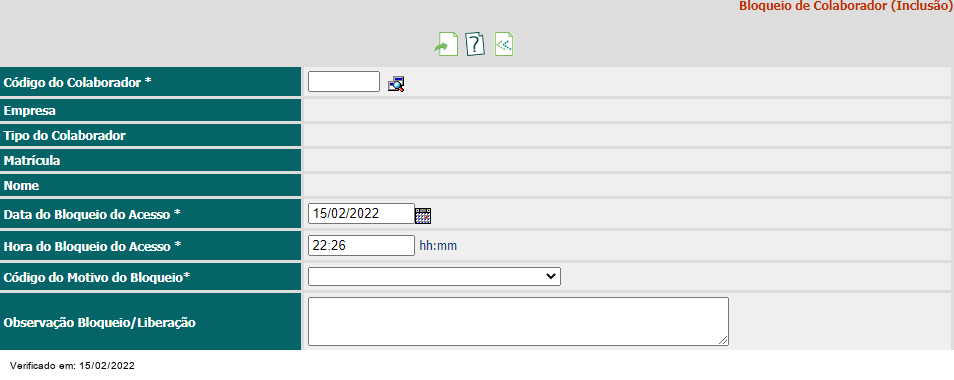 Bloqueio de Colaborador (Inclusão)
Código do Colaborador *
Empresa
Tipo do Colaborador
Matrícula
Nome
Data do Bloqueio do Acesso * 15/02/2022
Hora do Bloqueio do Acesso * 22:26 hh:mm
Código do Motivo do Bloqueio*
Observação Bloqueio/Liberação
Verificado em: 15/02/2022